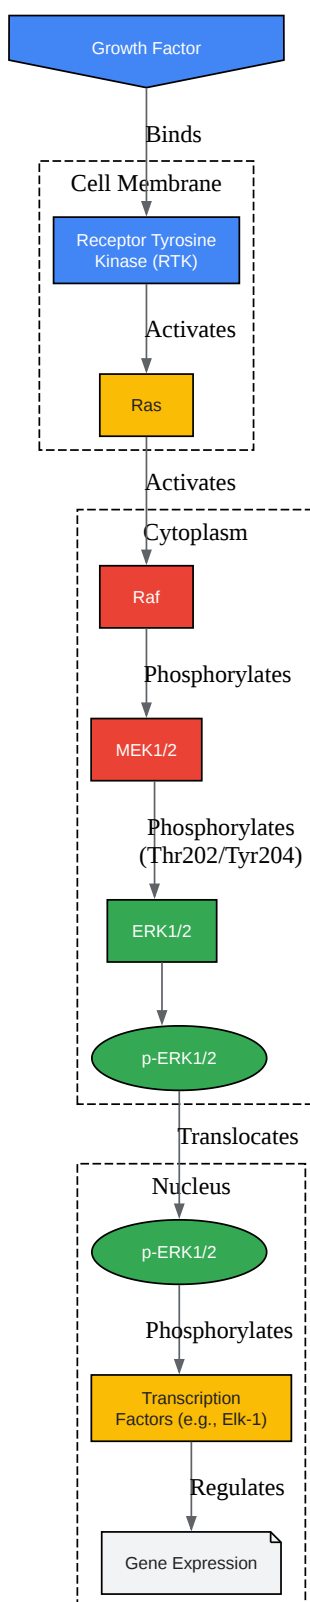 Growth Factor
Binds
Cell Membrane
Receptor Tyrosine
Kinase (RTK)
Activates
Ras
Activates
Cytoplasm
Raf
Phosphorylates
MEK1/2
Phosphorylates
(Thr202/Tyr204)
ERK1/2
p-ERK1/2
Translocates
Nucleus
p-ERK1/2
Phosphorylates
Transcription
Factors (e.g., Elk-1)
Regulates
Gene Expression